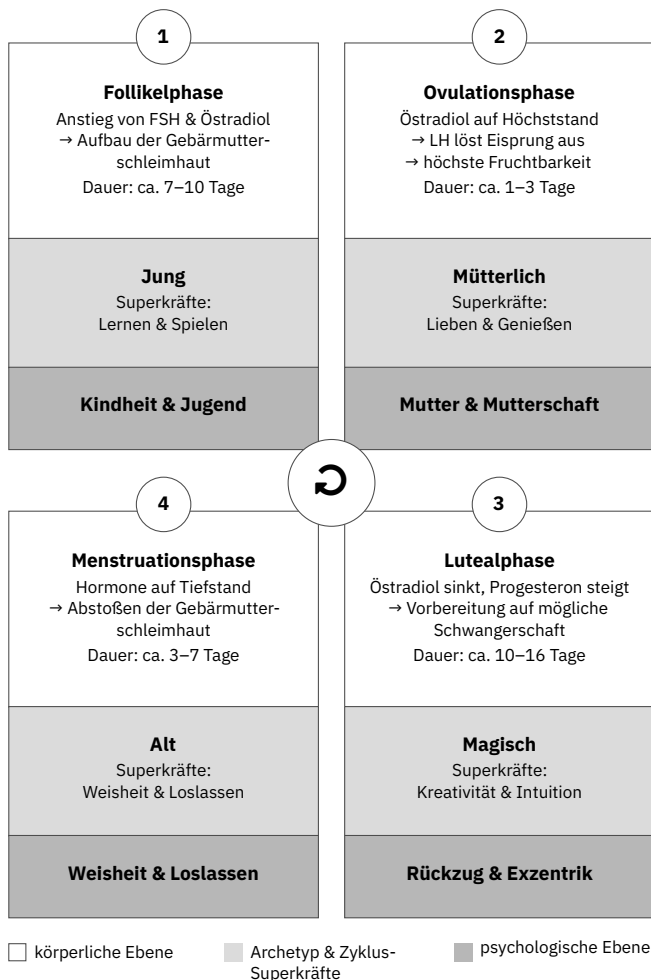 1
Follikelphase
Anstieg von FSH & Östradiol
→ Aufbau der Gebärmutter-
schleimhaut
Dauer: ca. 7–10 Tage
Jung
Superkräfte:
Lernen & Spielen
Kindheit & Jugend
2
Ovulationsphase
Östradiol auf Höchststand
→ LH löst Eisprung aus
→ höchste Fruchtbarkeit
Dauer: ca. 1–3 Tage
Mütterlich
Superkräfte:
Lieben & Genießen
Mutter & Mutterschaft
4
Menstruationsphase
Hormone auf Tiefstand
→ Abstoßen der Gebärmutter-
schleimhaut
Dauer: ca. 3–7 Tage
Alt
Superkräfte:
Weisheit & Loslassen
Weisheit & Loslassen
3
Lutealphase
Östradiol sinkt, Progesteron steigt
→ Vorbereitung auf mögliche
Schwangerschaft
Dauer: ca. 10–16 Tage
Magisch
Superkräfte:
Kreativität & Intuition
Rückzug & Exzentrik
körperliche Ebene
Archetyp & Zyklus-
Superkräfte
psychologische Ebene